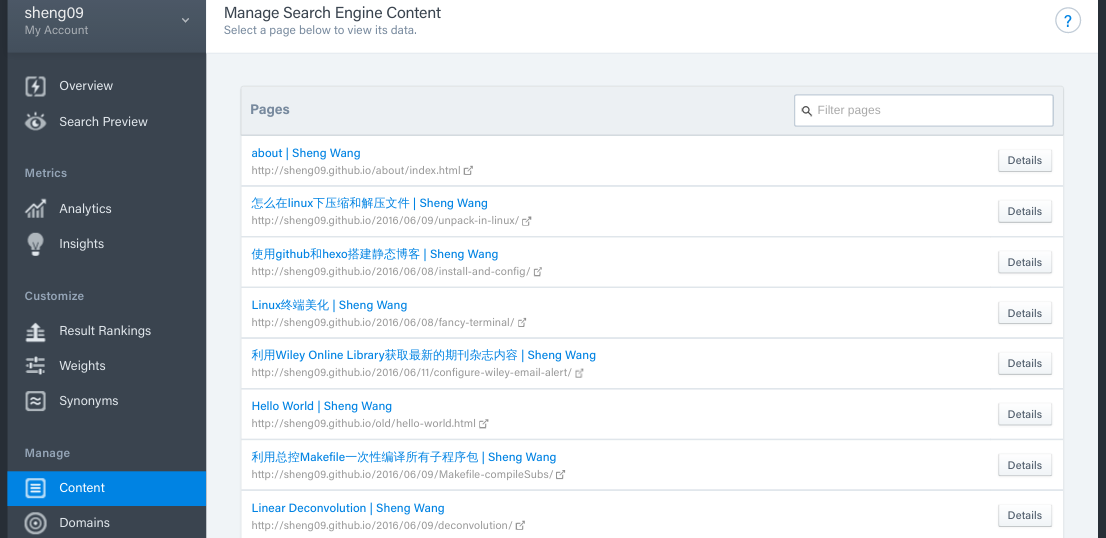 sheng09
My Account
Manage Search Engine Content
Select a page below to view its data.
?
Overview
Search Preview
Metrics
Analytics
Insights
Customize
Result Rankings
Weights
Synonyms
Manage
Content
Domains
Pages
Filter pages
about | Sheng Wang
http://sheng09.github.io/about/index.html
Details
怎么在linux下压缩和解压文件 | Sheng Wang
http://sheng09.github.io/2016/06/09/unpack-in-linux/
Details
使用github和hexo搭建静态博客 | Sheng Wang
http://sheng09.github.io/2016/06/08/install-and-config/
Details
Linux终端美化 | Sheng Wang
http://sheng09.github.io/2016/06/08/fancy-terminal/
Details
利用Wiley Online Library获取最新的期刊杂志内容 | Sheng Wang
http://sheng09.github.io/2016/06/11/configure-wiley-email-alert/
Details
Hello World | Sheng Wang
http://sheng09.github.io/old/hello-world.html
Details
利用总控Makefile一次性编译所有子程序包 | Sheng Wang
http://sheng09.github.io/2016/06/09/Makefile-compileSubs/
Details
Linear Deconvolution | Sheng Wang
http://sheng09.github.io/2016/06/09/deconvolution/
Details